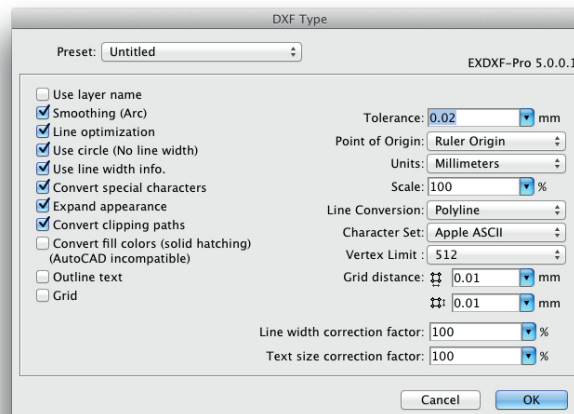 DXF Type
Preset: Untitled
EXDXF-Pro 5.0.0.1
Use layer name
Smoothing (Arc)
Line optimization
Use circle (No line width)
Use line width info.
Convert special characters
Expand appearance
Convert clipping paths
Convert fill colors (solid hatching)
(AutoCAD incompatible)
Outline text
Grid
Tolerance: 0.02 mm
Point of Origin: Ruler Origin
Units: Millimeters
Scale: 100 %
Line Conversion: Polyline
Character Set: Apple ASCII
Vertex Limit : 512
Grid distance: 0.01 mm
0.01 mm
Line width correction factor: 100 %
Text size correction factor: 100 %
Cancel OK